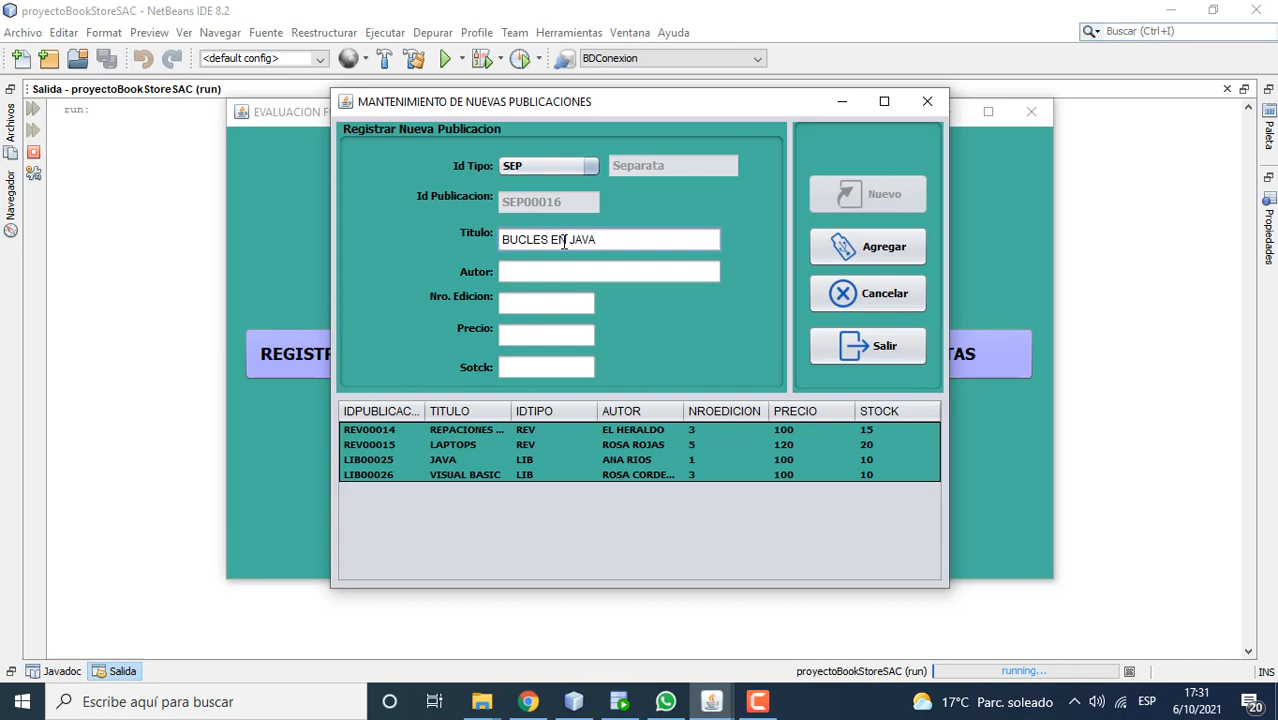 proyectoBookStoreSAC - NetBeans IDE 8.2
Archivo Editar Format Preview Ver Navegar Fuente Reestructurar Ejecutar Depurar Profile Team Herramientas Ventana Ayuda
Buscar (Ctrl+I)
<default config>
BDConexion
Salida - proyectoBookStoreSAC (run)
run:
EVALUACION F
MANTENIMIENTO DE NUEVAS PUBLICACIONES
Registrar Nueva Publicacion
Id Tipo: SEP Separata
Id Publicacion: SEP00016
Titulo: BUCLES EN JAVA
Autor:
Nro. Edicion:
Precio:
Sotck:
Nuevo
Agregar
Cancelar
Salir
REGISTR
TAS
IDPUBLICAC... TITULO IDTIPO AUTOR NROEDICION PRECIO STOCK
REV00014 REPACIONES ... REV EL HERALDO 3 100 15
REV00015 LAPTOPS REV ROSA ROJAS 5 120 20
LIB00025 JAVA LIB ANA RIOS 1 100 10
LIB00026 VISUAL BASIC LIB ROSA CORDE... 3 100 10
Archivos
Navegador
Paleta
Propiedades
Javadoc Salida
proyectoBookStoreSAC (run) running... INS
Escribe aquí para buscar
17°C Parc. soleado
ESP
17:31
6/10/2021
20